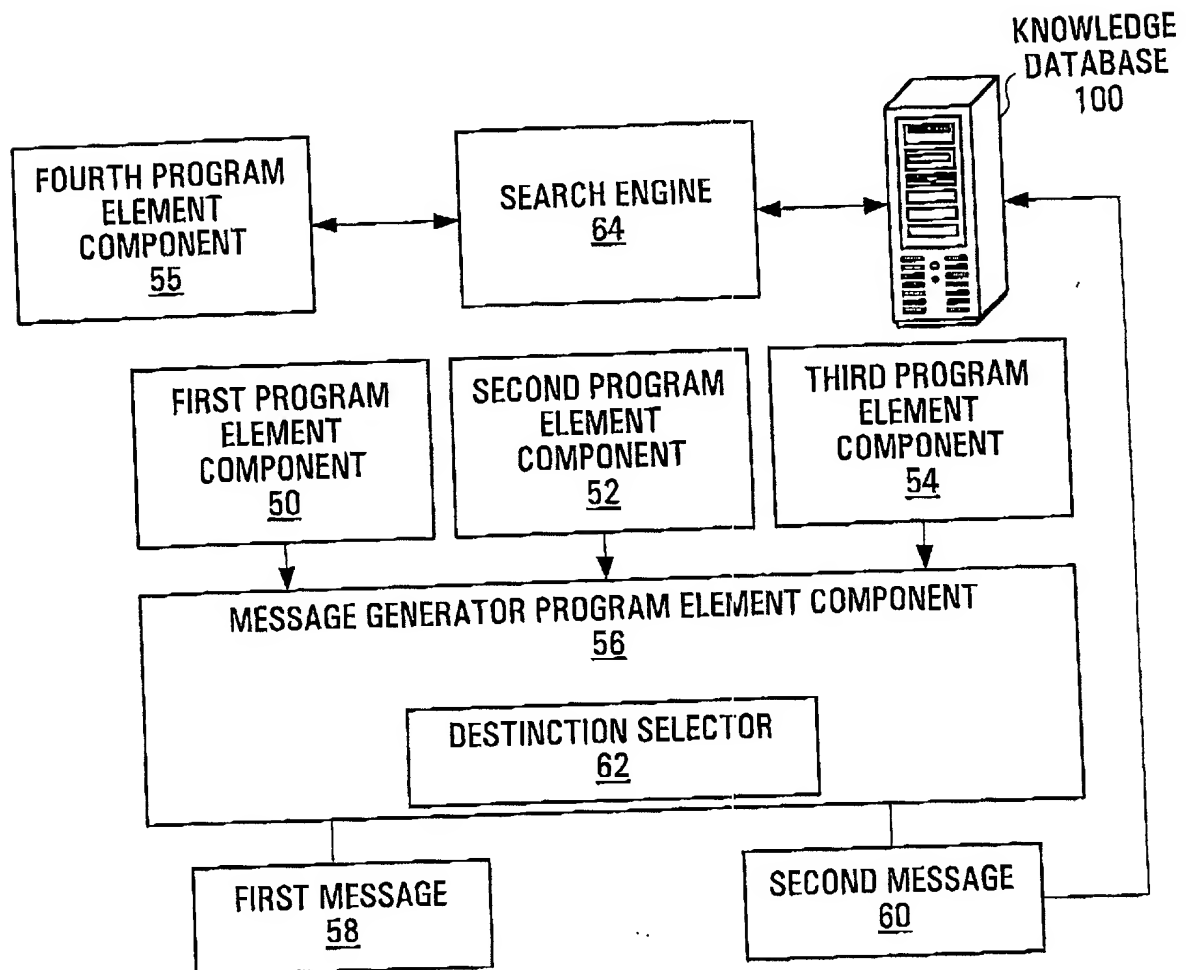 KNOWLEDGE
DATABASE
100
FOURTH PROGRAM
ELEMENT
COMPONENT
55
SEARCH ENGINE
64
FIRST PROGRAM
ELEMENT
COMPONENT
50
SECOND PROGRAM
ELEMENT
COMPONENT
52
THIRD PROGRAM
ELEMENT
COMPONENT
54
MESSAGE GENERATOR PROGRAM ELEMENT COMPONENT
56
DESTINCTION SELECTOR
62
FIRST MESSAGE
58
SECOND MESSAGE
60